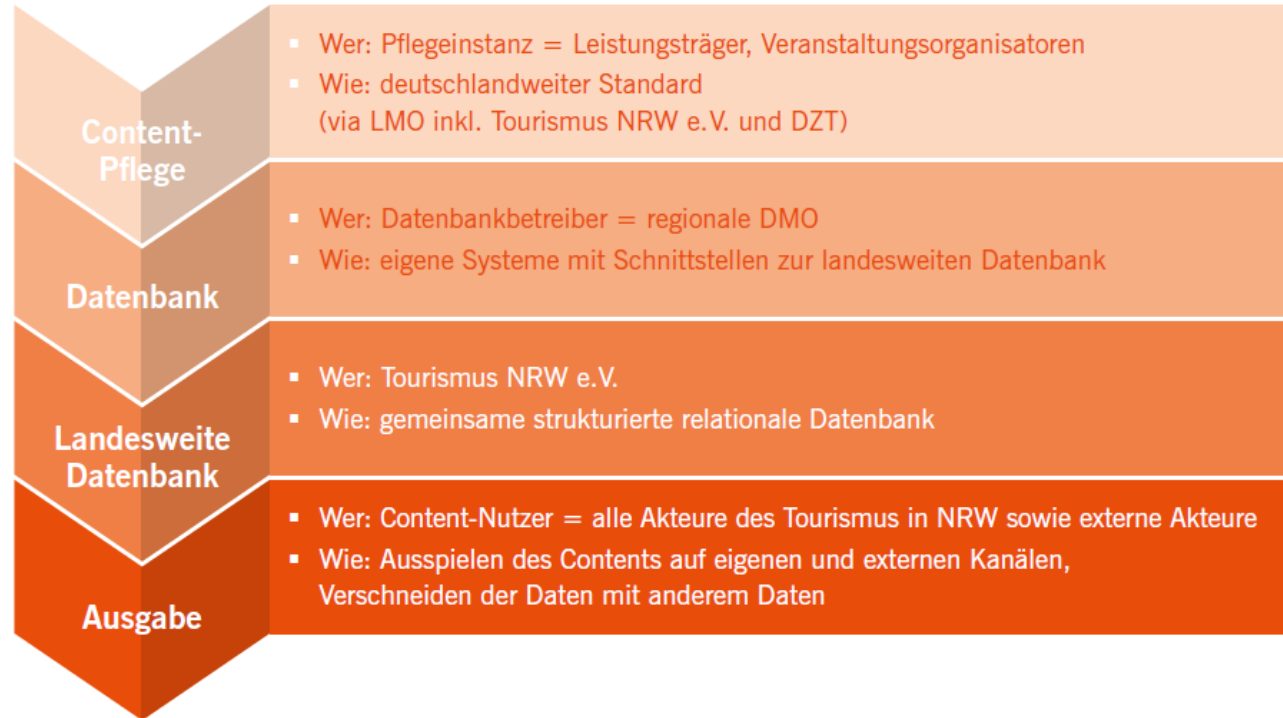 Content-
Pflege
▪ Wer: Pflegeinstanz = Leistungsträger, Veranstaltungsorganisatoren
▪ Wie: deutschlandweiter Standard
(via LMO inkl. Tourismus NRW e.V. und DZT)
Datenbank
▪ Wer: Datenbankbetreiber = regionale DMO
▪ Wie: eigene Systeme mit Schnittstellen zur landesweiten Datenbank
Landesweite
Datenbank
▪ Wer: Tourismus NRW e.V.
▪ Wie: gemeinsame strukturierte relationale Datenbank
Ausgabe
▪ Wer: Content-Nutzer = alle Akteure des Tourismus in NRW sowie externe Akteure
▪ Wie: Ausspielen des Contents auf eigenen und externen Kanälen,
Verschneiden der Daten mit anderem Daten